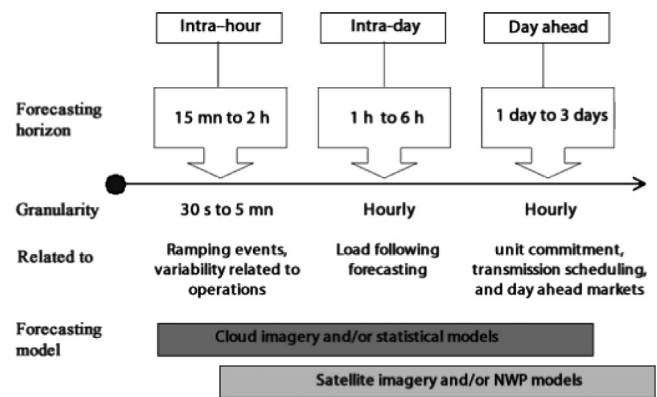 Intra–hour
Intra-day
Day ahead
Forecasting
horizon
15 mn to 2 h
1 h to 6 h
1 day to 3 days
Granularity
30 s to 5 mn
Hourly
Hourly
Related to
Ramping events,
variability related to
operations
Load following
forecasting
unit commitment,
transmission scheduling,
and day ahead markets
Forecasting
model
Cloud imagery and/or statistical models
Satellite imagery and/or NWP models